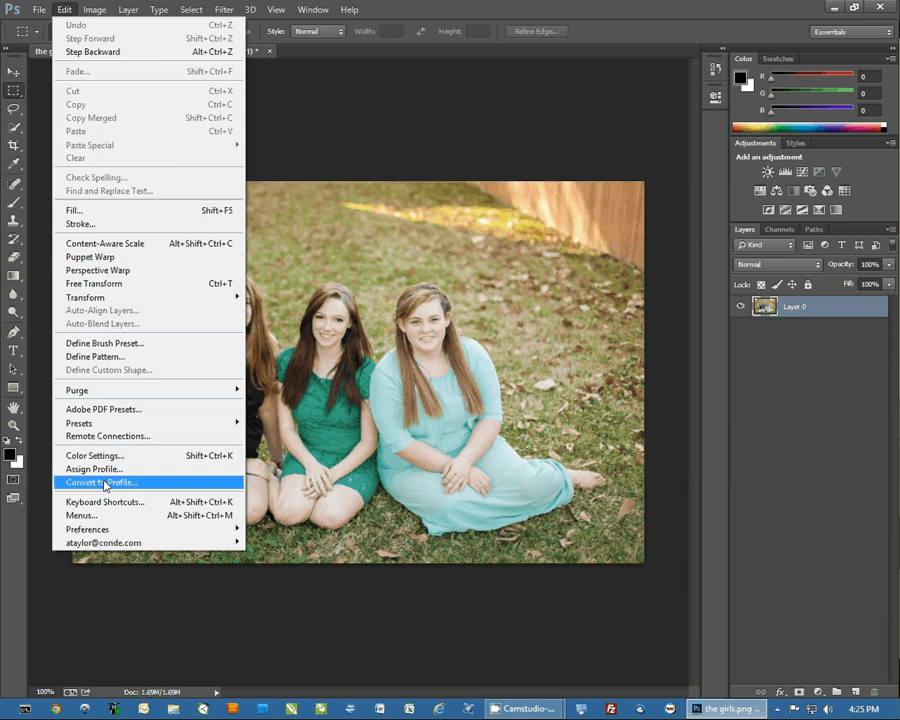 Ps File Edit Image Layer Type Select Filter 3D View Window Help
Style: Normal Width: Height: Refine Edge... Essentials
the g
Undo Ctrl+Z
Step Forward Shift+Ctrl+Z
Step Backward Alt+Ctrl+Z
Fade... Shift+Ctrl+F
Cut Ctrl+X
Copy Ctrl+C
Copy Merged Shift+Ctrl+C
Paste Ctrl+V
Paste Special
Clear
Check Spelling...
Find and Replace Text...
Fill... Shift+F5
Stroke...
Content-Aware Scale Alt+Shift+Ctrl+C
Puppet Warp
Perspective Warp
Free Transform Ctrl+T
Transform
Auto-Align Layers...
Auto-Blend Layers...
Define Brush Preset...
Define Pattern...
Define Custom Shape...
Purge
Adobe PDF Presets...
Presets
Remote Connections...
Color Settings... Shift+Ctrl+K
Assign Profile...
Convert to Profile...
Keyboard Shortcuts... Alt+Shift+Ctrl+K
Menus... Alt+Shift+Ctrl+M
Preferences
ataylor@conde.com
Color Swatches
R 0
G 0
B 0
Adjustments Styles
Add an adjustment
Layers Channels Paths
Kind
Normal Opacity: 100%
Lock: Fill: 100%
Layer 0
100% Doc: 1.69M/1.69M
Camstudio-... the girls.png ... 4:25 PM